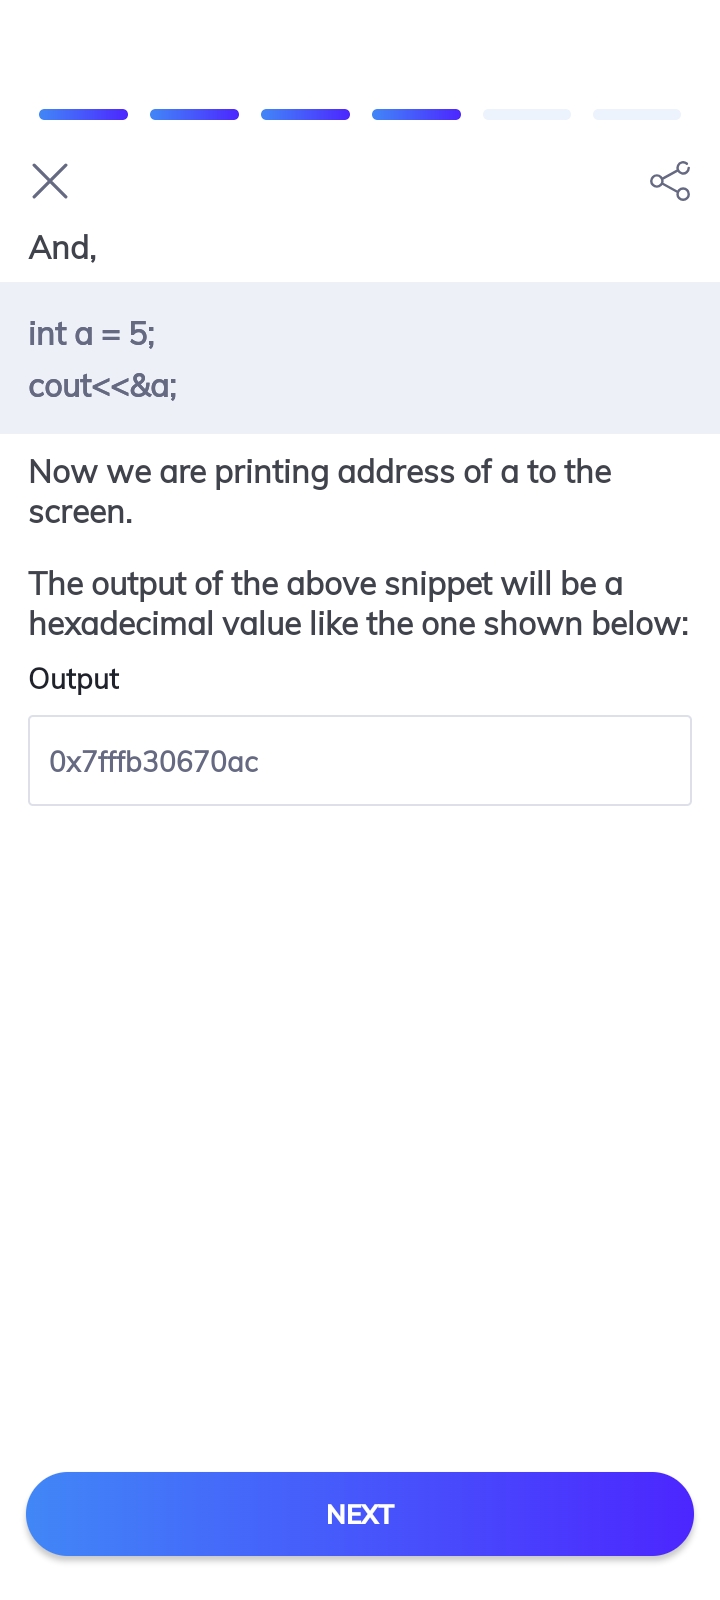 And,
int a = 5;
cout<<&a;
Now we are printing address of a to the
screen.
The output of the above snippet will be a
hexadecimal value like the one shown below:
Output
0x7fffb30670ac
NEXT